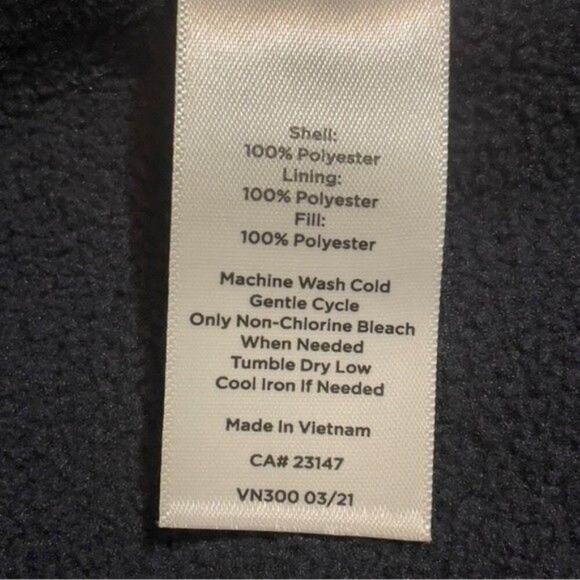 Shell:
100% Polyester
Lining:
100% Polyester
Fill:
100% Polyester
Machine Wash Cold
Gentle Cycle
Only Non-Chlorine Bleach
When Needed
Tumble Dry Low
Cool Iron If Needed
Made In Vietnam
CA# 23147
VN300 03/21